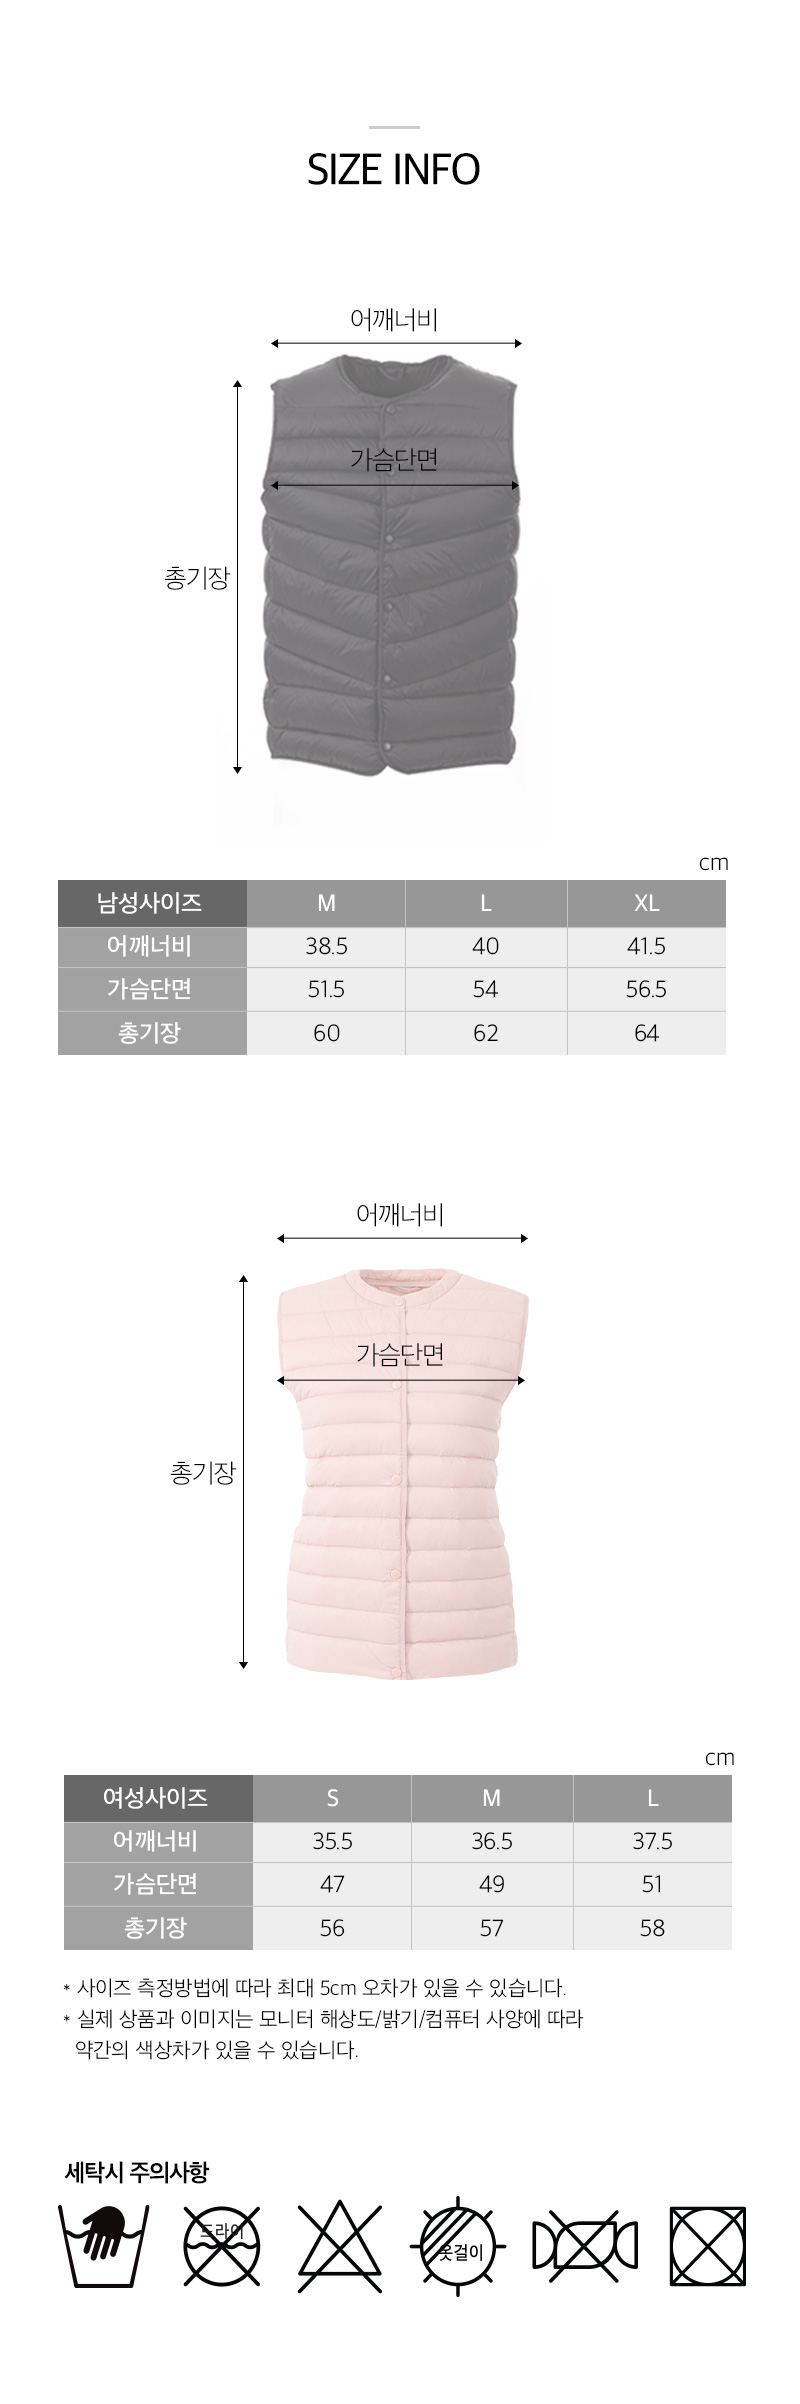 SIZE INFO
어깨너비
가슴단면
총기장
cm
남성사이즈 M L XL
어깨너비 38.5 40 41.5
가슴단면 51.5 54 56.5
총기장 60 62 64
어깨너비
가슴단면
총기장
cm
여성사이즈 S M L
어깨너비 35.5 36.5 37.5
가슴단면 47 49 51
총기장 56 57 58
* 사이즈 측정방법에 따라 최대 5cm 오차가 있을 수 있습니다.
* 실제 상품과 이미지는 모니터 해상도/밝기/컴퓨터 사양에 따라
약간의 색상차가 있을 수 있습니다.
세탁시 주의사항
드라이
옷걸이